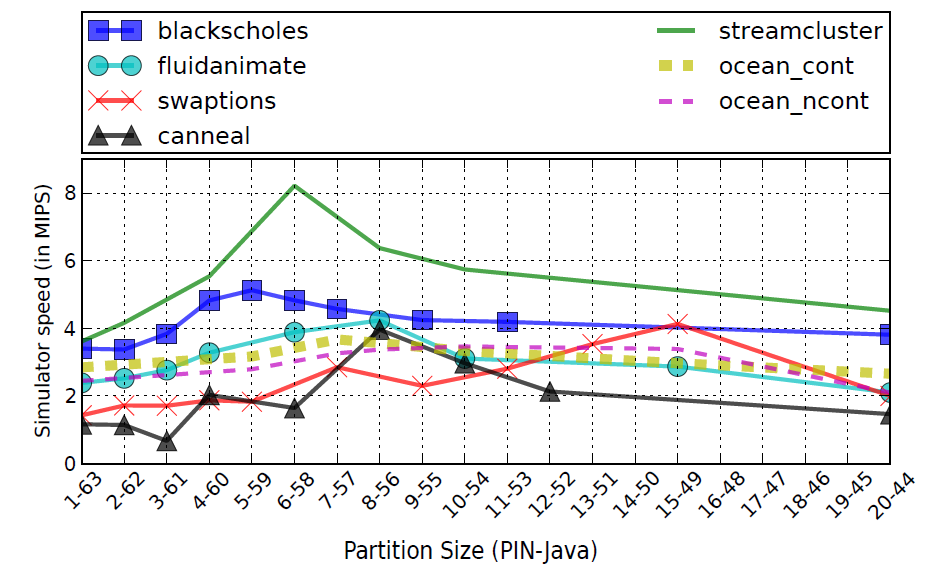 blackscholes
fluidanimate
swaptions
canneal
streamcluster
ocean_cont
ocean_ncont
Simulator speed (in MIPS)
8
6
4
2
0
1-63
2-62
3-61
4-60
5-59
6-58
7-57
8-56
9-55
10-54
11-53
12-52
13-51
14-50
15-49
16-48
17-47
18-46
19-45
20-44
Partition Size (PIN-Java)